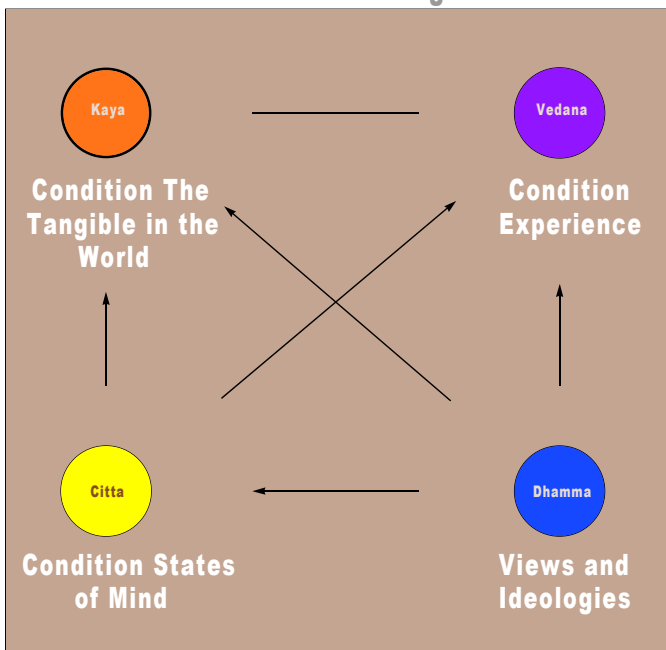 Kaya
Vedana
Condition The
Tangible in the
World
Condition
Experience
Citta
Dhamma
Condition States
of Mind
Views and
Ideologies